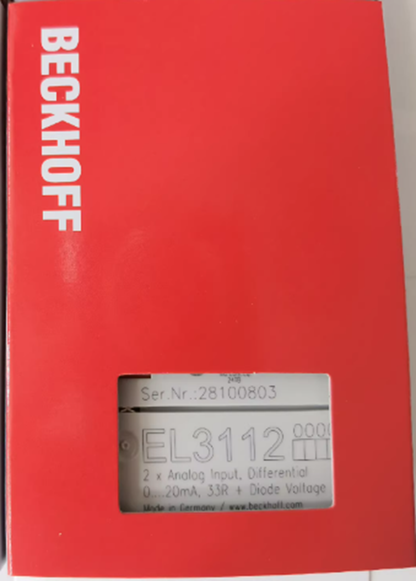 BECKHOFF
Ser.Nr.:28100803
EL3112 000
2 x Analog Input, Differential
0....20mA, 33R + Diode Voltage
Made in Germany / www.beckhoff.com